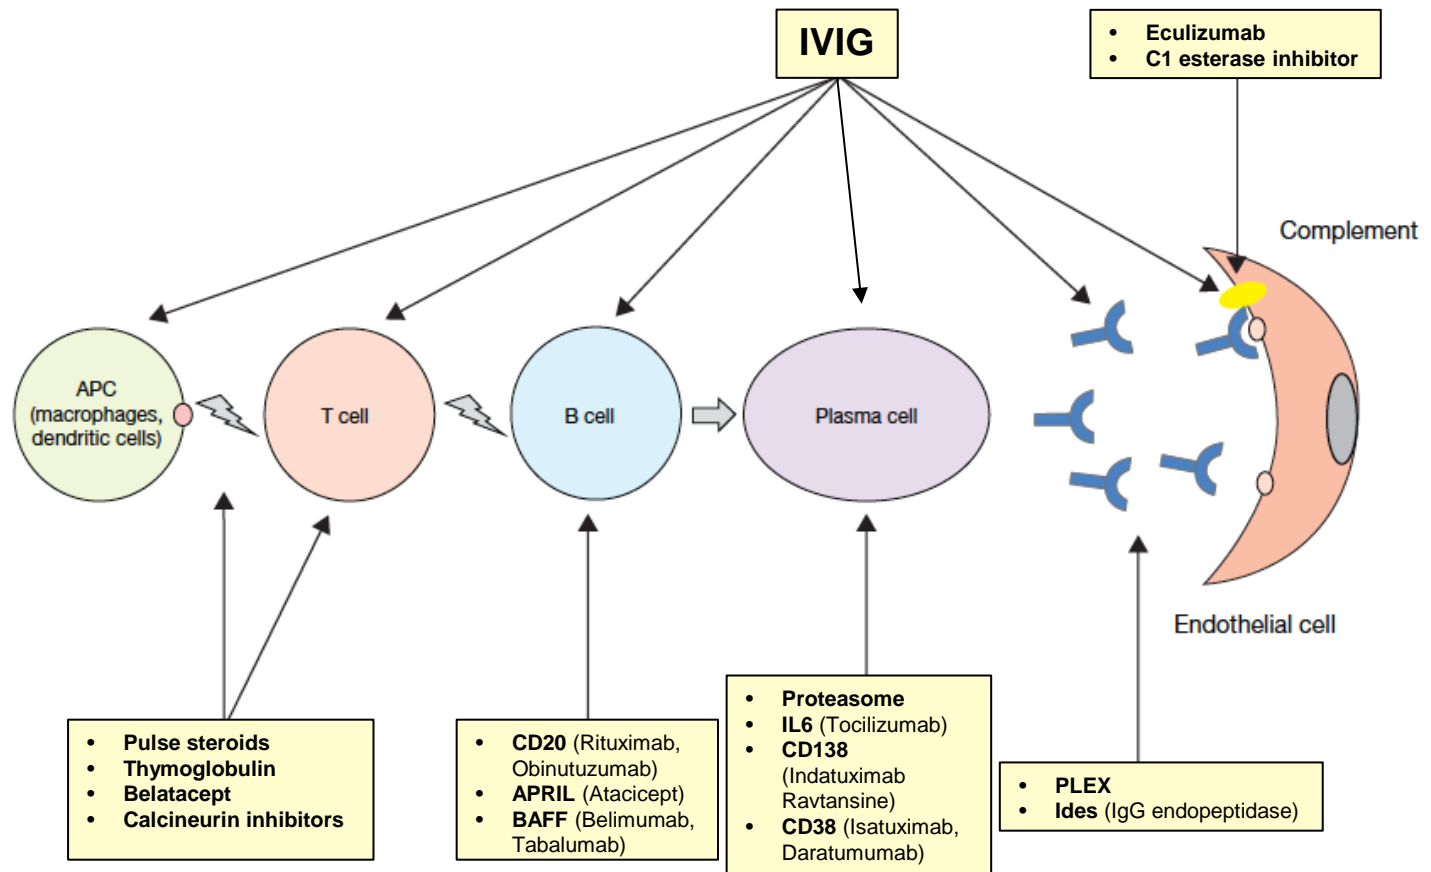 IVIG
• Eculizumab
• C1 esterase inhibitor
Complement
APC
(macrophages,
dendritic cells)
T cell
B cell
Plasma cell
Endothelial cell
• Pulse steroids
• Thymoglobulin
• Belatacept
• Calcineurin inhibitors
• CD20 (Rituximab,
Obinutuzumab)
• APRIL (Atacicept)
• BAFF (Belimumab,
Tabalumab)
• Proteasome
• IL6 (Tocilizumab)
• CD138
(Indatuximab
Ravtansine)
• CD38 (Isatuximab,
Daratumumab)
• PLEX
• Ides (IgG endopeptidase)